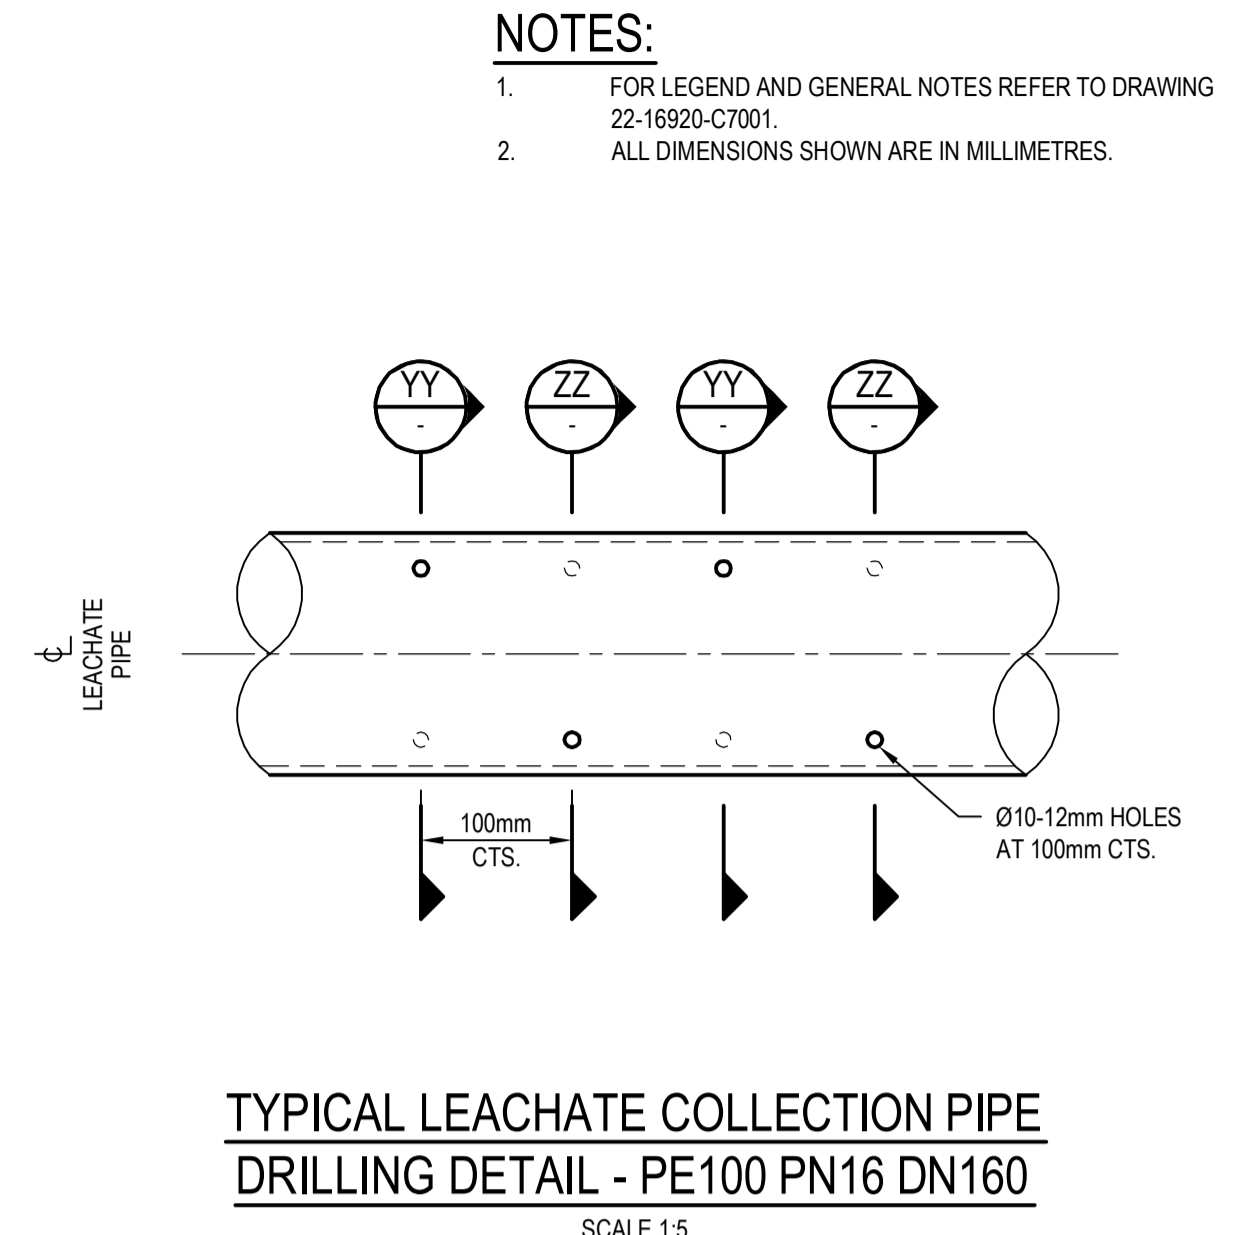 NOTES:
1. FOR LEGEND AND GENERAL NOTES REFER TO DRAWING
22-16920-C7001.
2. ALL DIMENSIONS SHOWN ARE IN MILLIMETRES.
YY
-
ZZ
-
YY
-
ZZ
-
℄
LEACHATE
PIPE
100mm
CTS.
Ø10-12mm HOLES
AT 100mm CTS.
TYPICAL LEACHATE COLLECTION PIPE
DRILLING DETAIL - PE100 PN16 DN160
SCALE 1:5